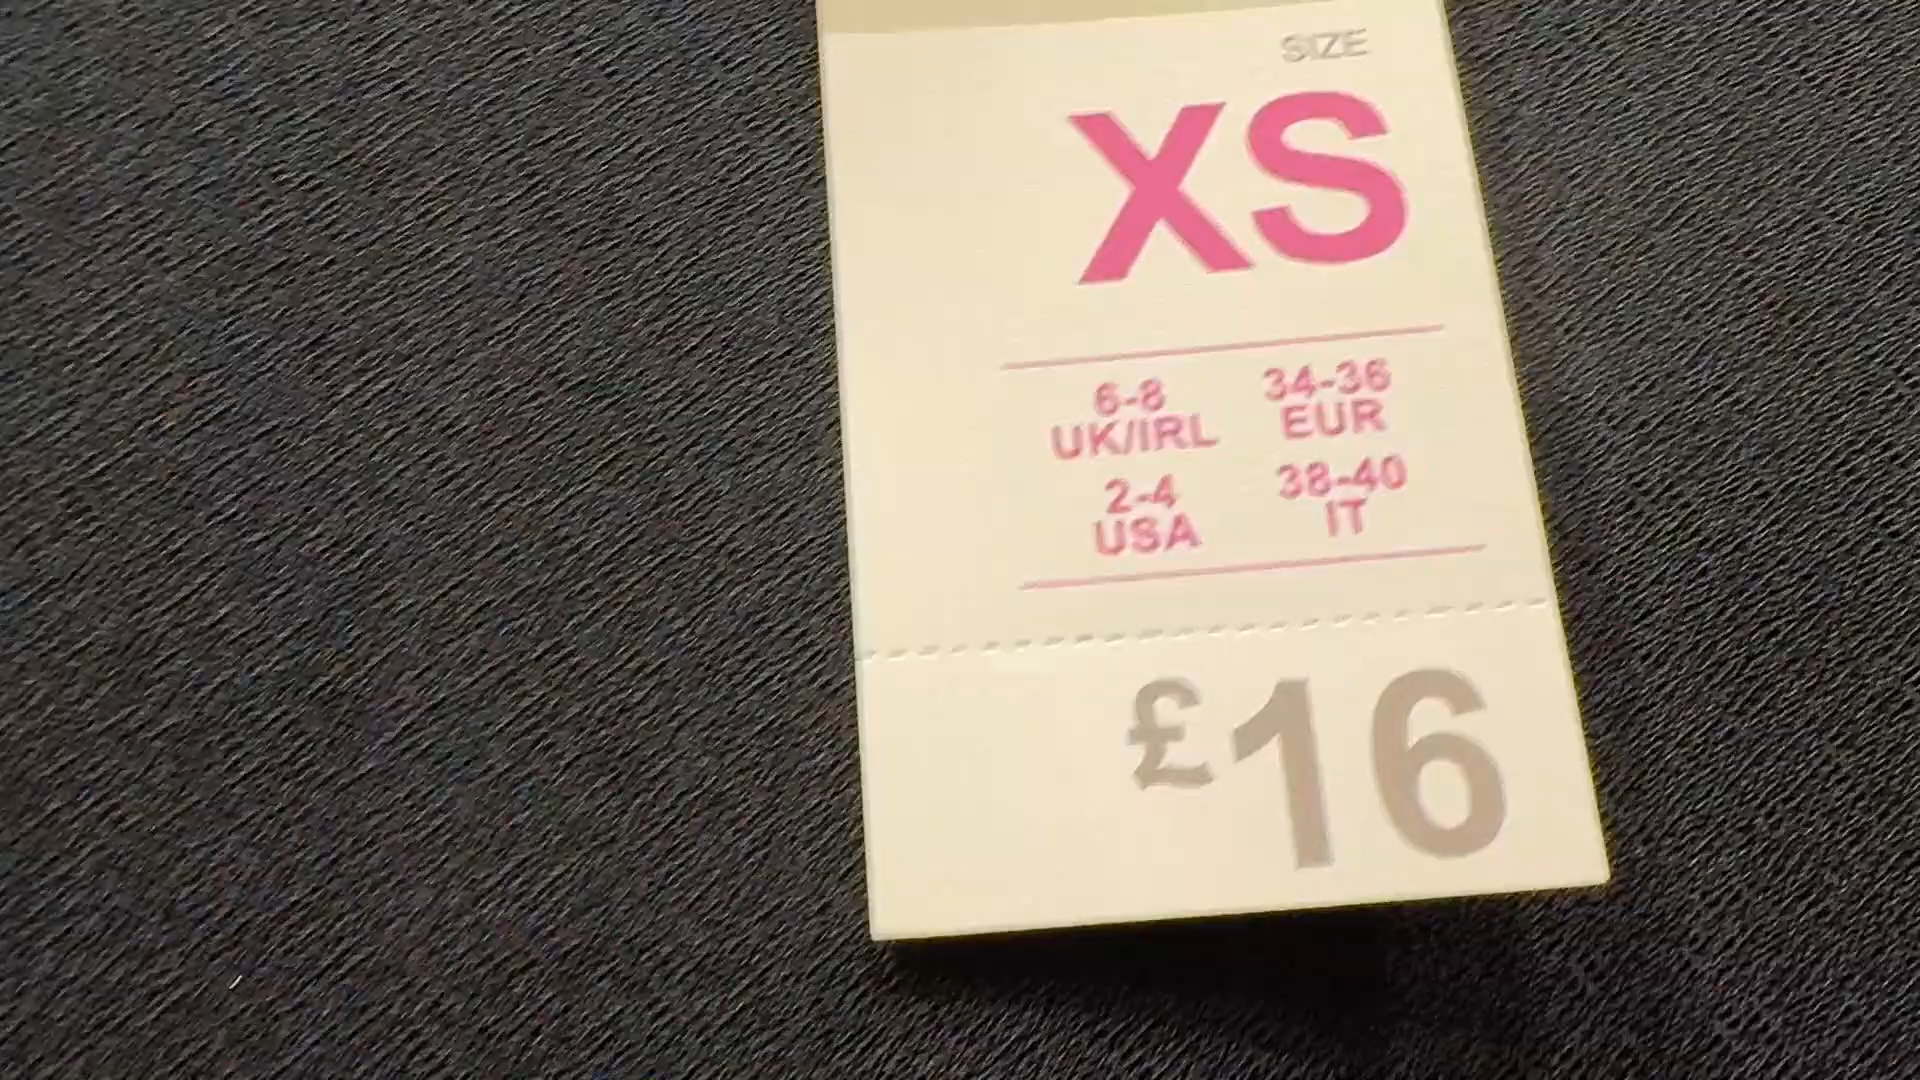 SIZE
XS
6-8 34-36
UK/IRL EUR
2-4 38-40
USA IT
£16